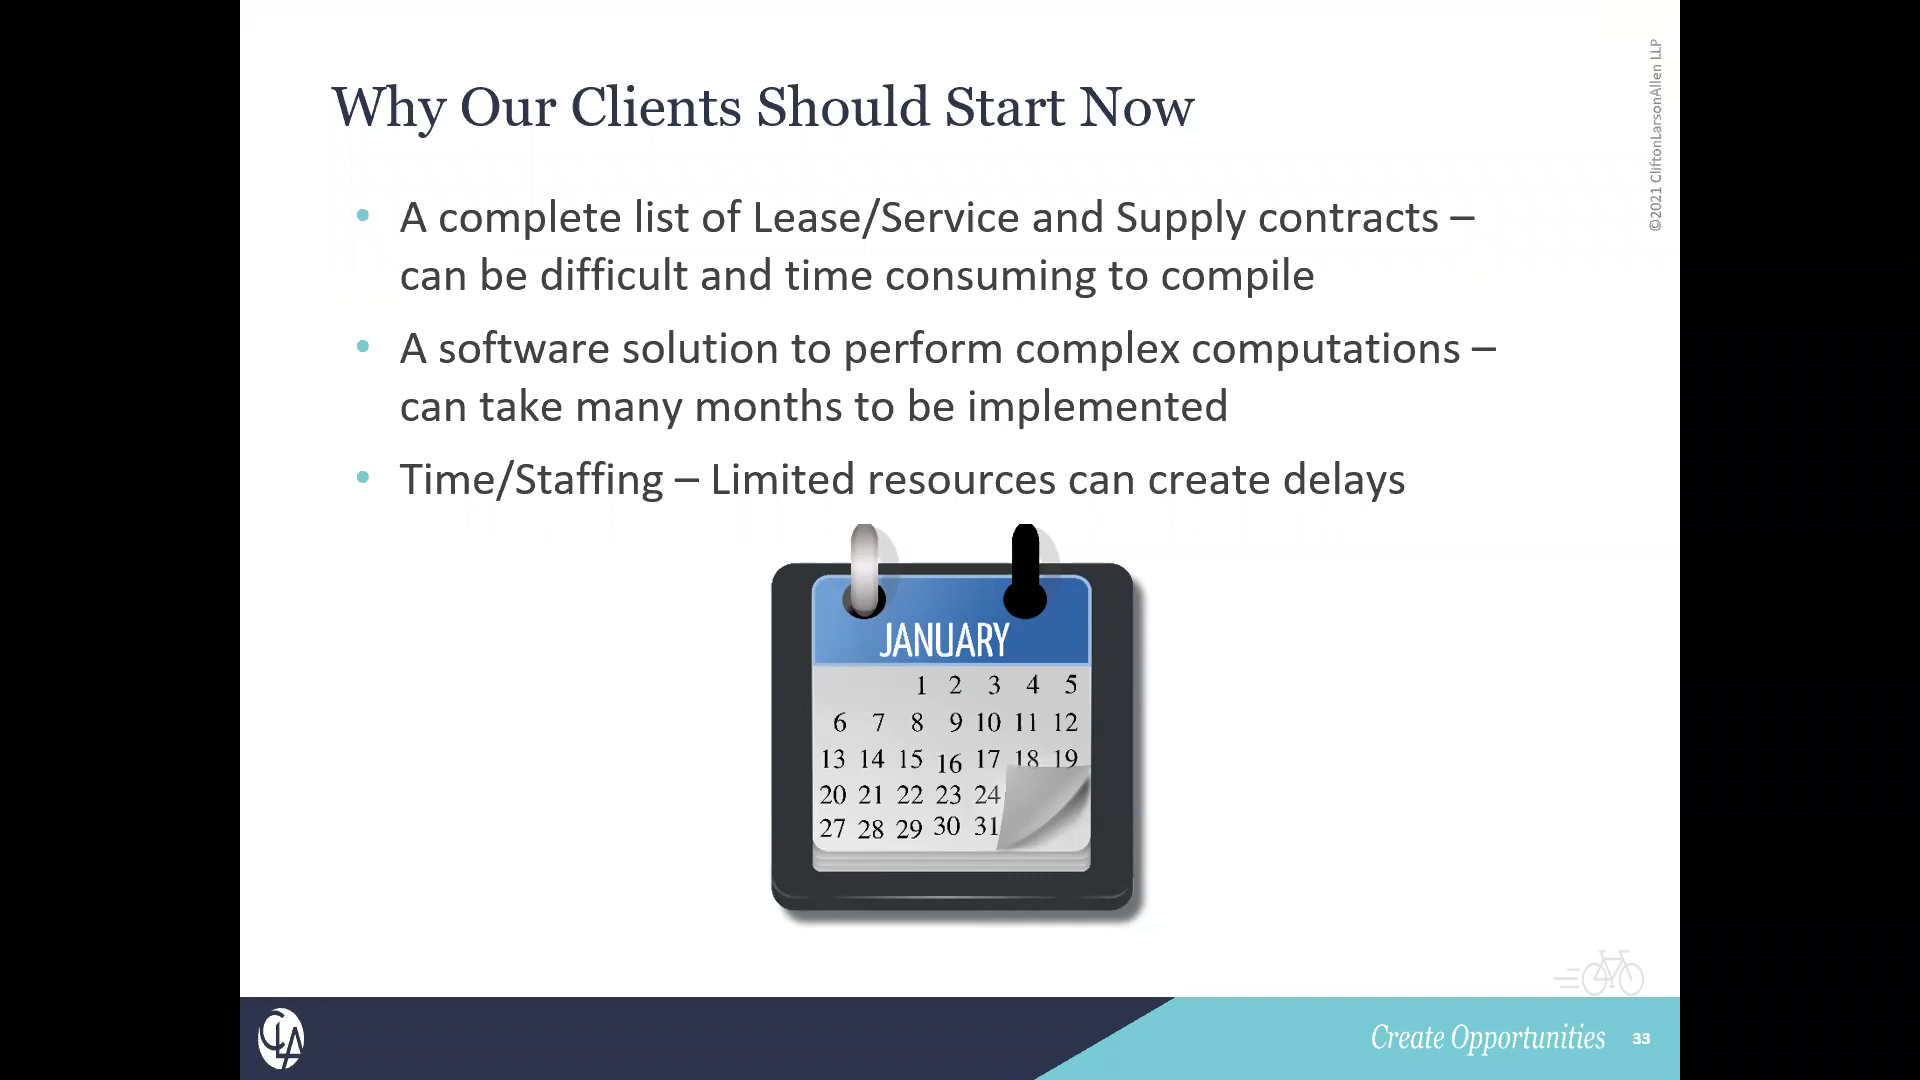 Why Our Clients Should Start Now
©2021 CliftonLarsonAllen LLP
• A complete list of Lease/Service and Supply contracts –
can be difficult and time consuming to compile
• A software solution to perform complex computations –
can take many months to be implemented
• Time/Staffing – Limited resources can create delays
JANUARY
1 2 3 4 5
6 7 8 9 10 11 12
13 14 15 16 17 18 19
20 21 22 23 24
27 28 29 30 31
CLA
Create Opportunities
33